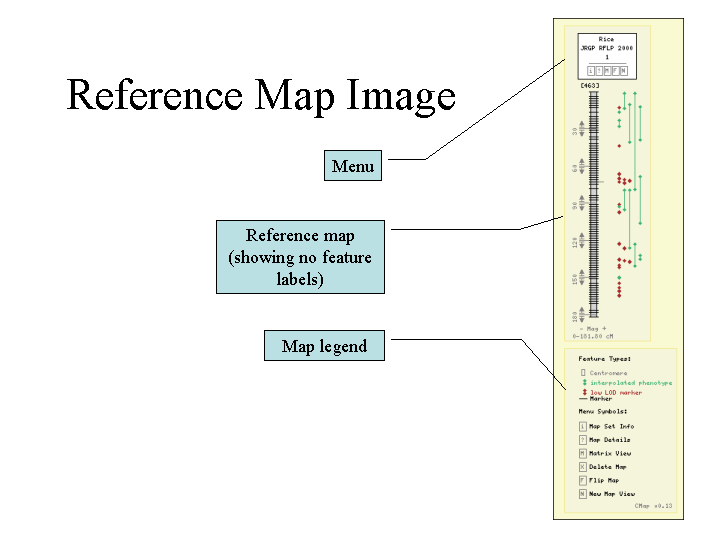 Reference Map Image
Menu
Reference map
(showing no feature
labels)
Map legend
Rice
JRGP RFLP 2000
1
i ? M F N
C463]
30
60
90
120
150
180
- Mag +
0-181.80 cM
Feature Types:
Centromere
interpolated phenotype
low LOD marker
Marker
Menu Symbols:
i Map Set Info
? Map Details
M Matrix View
X Delete Map
F Flip Map
N New Map View
CMap v0.13